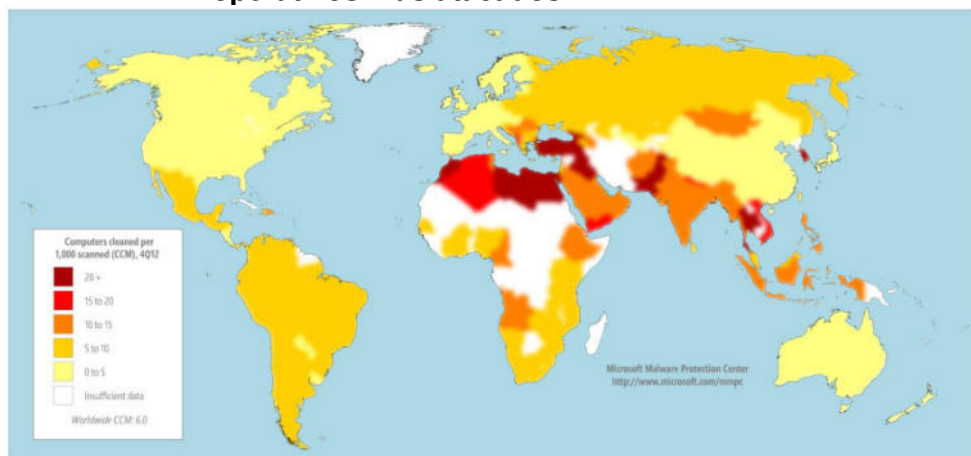 Computers cleaned per
1,000 scanned (CCM), 4Q12
20 +
15 to 20
10 to 15
5 to 10
0 to 5
Insufficient data
Worldwide CCM: 6.0
Microsoft Malware Protection Center
http://www.microsoft.com/mmpc